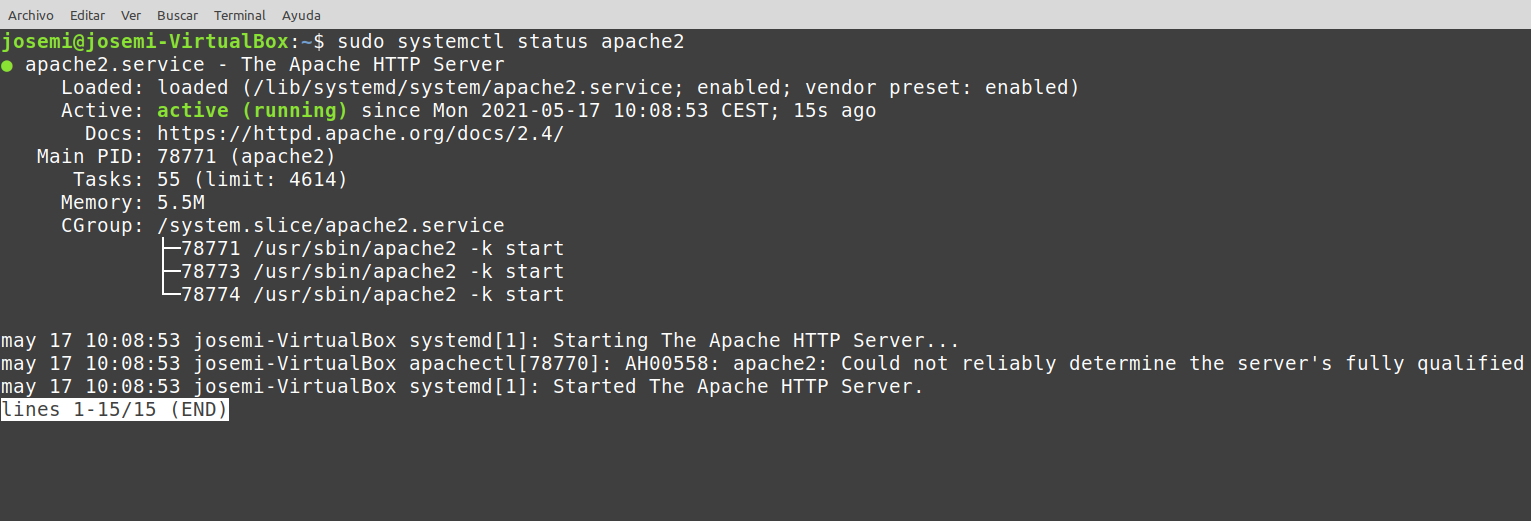 Archivo Editar Ver Buscar Terminal Ayuda
josemi@josemi-VirtualBox:~$ sudo systemctl status apache2
● apache2.service - The Apache HTTP Server
     Loaded: loaded (/lib/systemd/system/apache2.service; enabled; vendor preset: enabled)
     Active: active (running) since Mon 2021-05-17 10:08:53 CEST; 15s ago
       Docs: https://httpd.apache.org/docs/2.4/
   Main PID: 78771 (apache2)
      Tasks: 55 (limit: 4614)
     Memory: 5.5M
     CGroup: /system.slice/apache2.service
             ├─78771 /usr/sbin/apache2 -k start
             ├─78773 /usr/sbin/apache2 -k start
             └─78774 /usr/sbin/apache2 -k start
may 17 10:08:53 josemi-VirtualBox systemd[1]: Starting The Apache HTTP Server...
may 17 10:08:53 josemi-VirtualBox apachectl[78770]: AH00558: apache2: Could not reliably determine the server's fully qualified
may 17 10:08:53 josemi-VirtualBox systemd[1]: Started The Apache HTTP Server.
lines 1-15/15 (END)